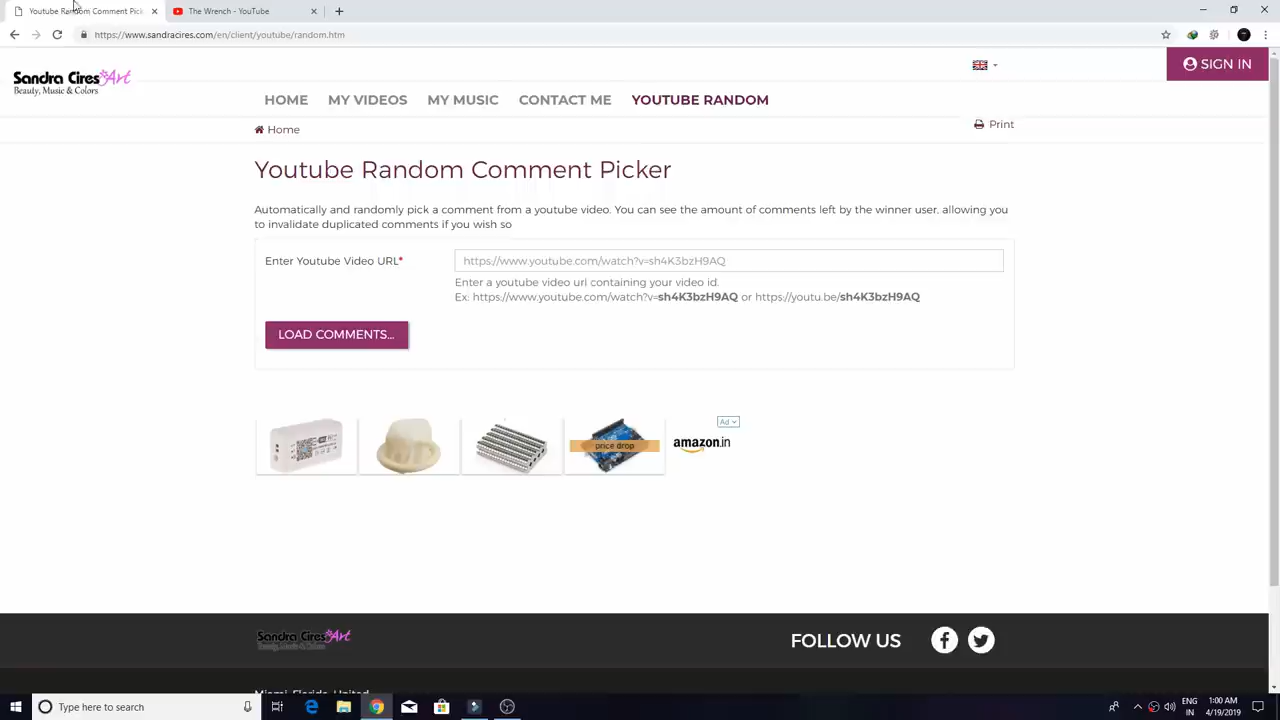 Youtube Random Comment Pick
The Wrench - YouTube
https://www.sandracires.com/en/client/youtube/random.htm
Sandra Cires Art
Beauty, Music & Colors
SIGN IN
HOME
MY VIDEOS
MY MUSIC
CONTACT ME
YOUTUBE RANDOM
Home
Print
Youtube Random Comment Picker
Automatically and randomly pick a comment from a youtube video. You can see the amount of comments left by the winner user, allowing you
to invalidate duplicated comments if you wish so
Enter Youtube Video URL*
https://www.youtube.com/watch?v=sh4K3bzH9AQ
Enter a youtube video url containing your video id.
Ex: https://www.youtube.com/watch?v=sh4K3bzH9AQ or https://youtu.be/sh4K3bzH9AQ
LOAD COMMENTS...
Ad
price drop
amazon.in
Sandra Cires Art
Beauty, Music & Colors
FOLLOW US
Miami, Florida, United
Type here to search
ENG
IN
1:00 AM
4/19/2019